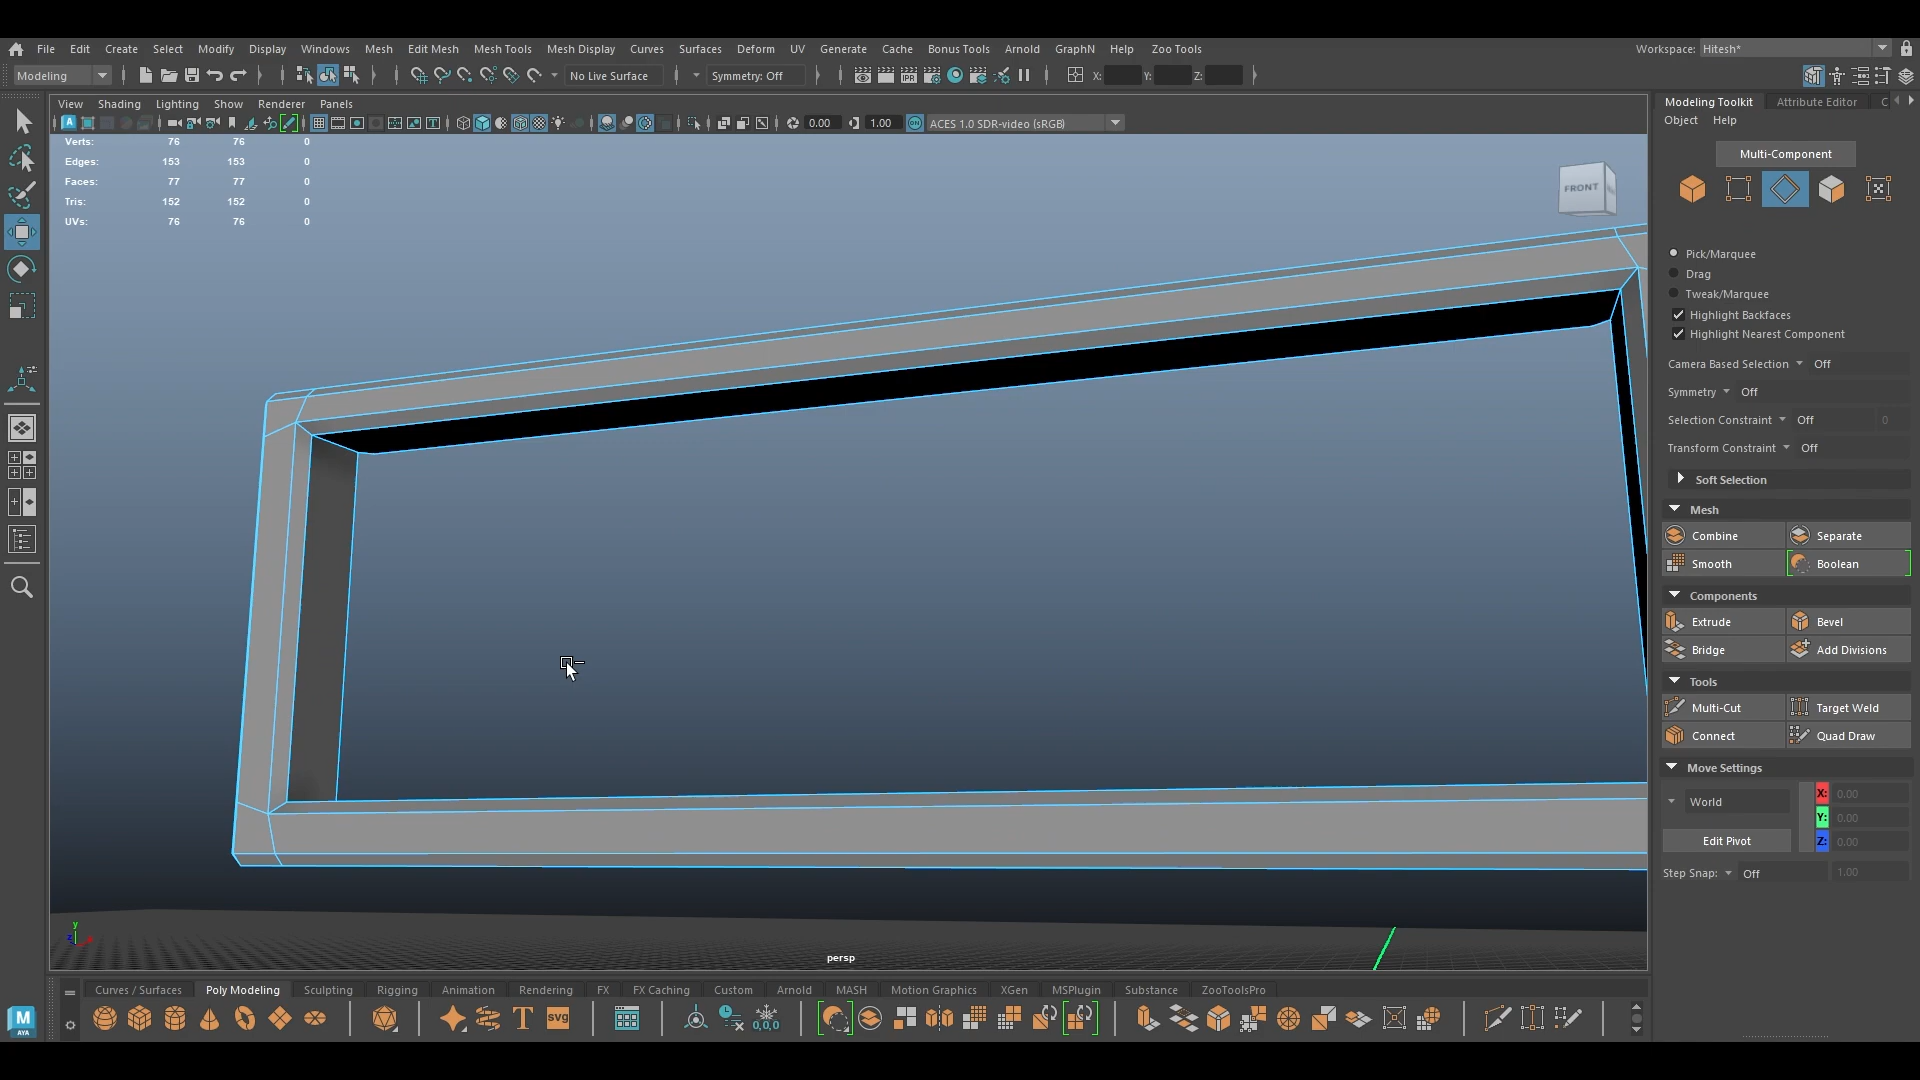 File Edit Create Select Modify Display Windows Mesh Edit Mesh Mesh Tools Mesh Display Curves Surfaces Deform UV Generate Cache Bonus Tools Arnold GraphN Help Zoo Tools Workspace: Hitesh*
Modeling No Live Surface Symmetry: Off IPR X: Y: Z:
View Shading Lighting Show Renderer Panels
0.00 1.00 ON ACES 1.0 SDR-video (sRGB)
Modeling Toolkit Attribute Editor C
Object Help
Verts: 76 76 0
Edges: 153 153 0
Faces: 77 77 0
Tris: 152 152 0
UVs: 76 76 0
FRONT
Multi-Component
Pick/Marquee
Drag
Tweak/Marquee
Highlight Backfaces
Highlight Nearest Component
Camera Based Selection Off
Symmetry Off
Selection Constraint Off 0
Transform Constraint Off
Soft Selection
Mesh
Combine Separate
Smooth Boolean
Components
Extrude Bevel
Bridge Add Divisions
Tools
Multi-Cut Target Weld
Connect Quad Draw
Move Settings
World X: 0.00
Y: 0.00
Edit Pivot Z: 0.00
Step Snap: Off 1.00
y
z x
persp
Curves / Surfaces Poly Modeling Sculpting Rigging Animation Rendering FX FX Caching Custom Arnold MASH Motion Graphics XGen MSPlugin Substance ZooToolsPro
M
AYA
T svg 0,0,0